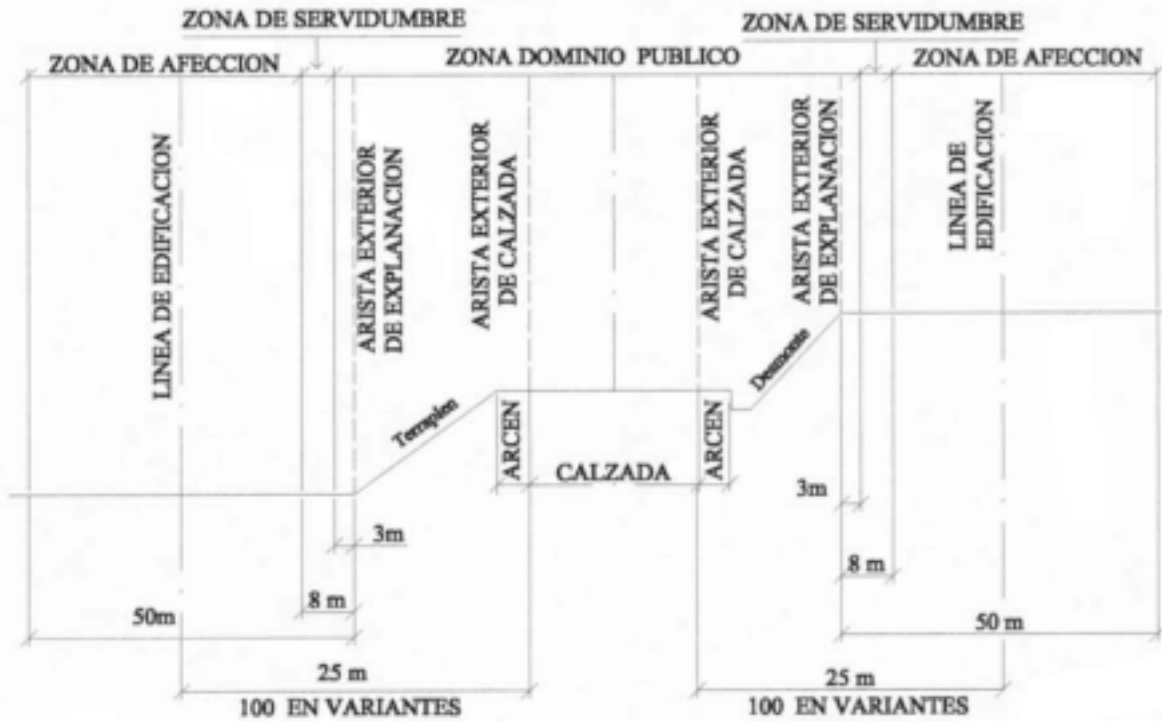 ZONA DE SERVIDUMBRE
ZONA DE SERVIDUMBRE
ZONA DE AFECCION
ZONA DOMINIO PUBLICO
ZONA DE AFECCION
LINEA DE EDIFICACION
ARISTA EXTERIOR
DE EXPLANACION
ARISTA EXTERIOR
DE CALZADA
ARISTA EXTERIOR
DE CALZADA
ARISTA EXTERIOR
DE EXPLANACION
LINEA DE
EDIFICACION
Terraplen
Desmonte
ARCEN
CALZADA
ARCEN
3m
3m
8 m
8 m
50m
50 m
25 m
100 EN VARIANTES
25 m
100 EN VARIANTES